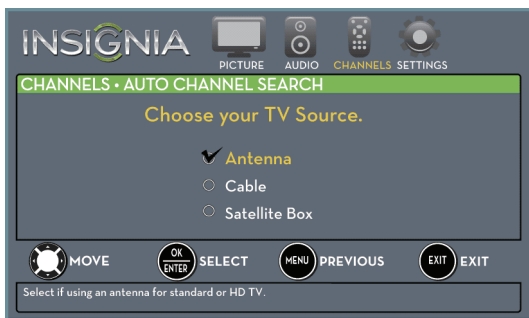 INSIGNIA
PICTURE AUDIO CHANNELS SETTINGS
CHANNELS • AUTO CHANNEL SEARCH
Choose your TV Source.
Antenna
Cable
Satellite Box
MOVE OK ENTER SELECT MENU PREVIOUS EXIT EXIT
Select if using an antenna for standard or HD TV.